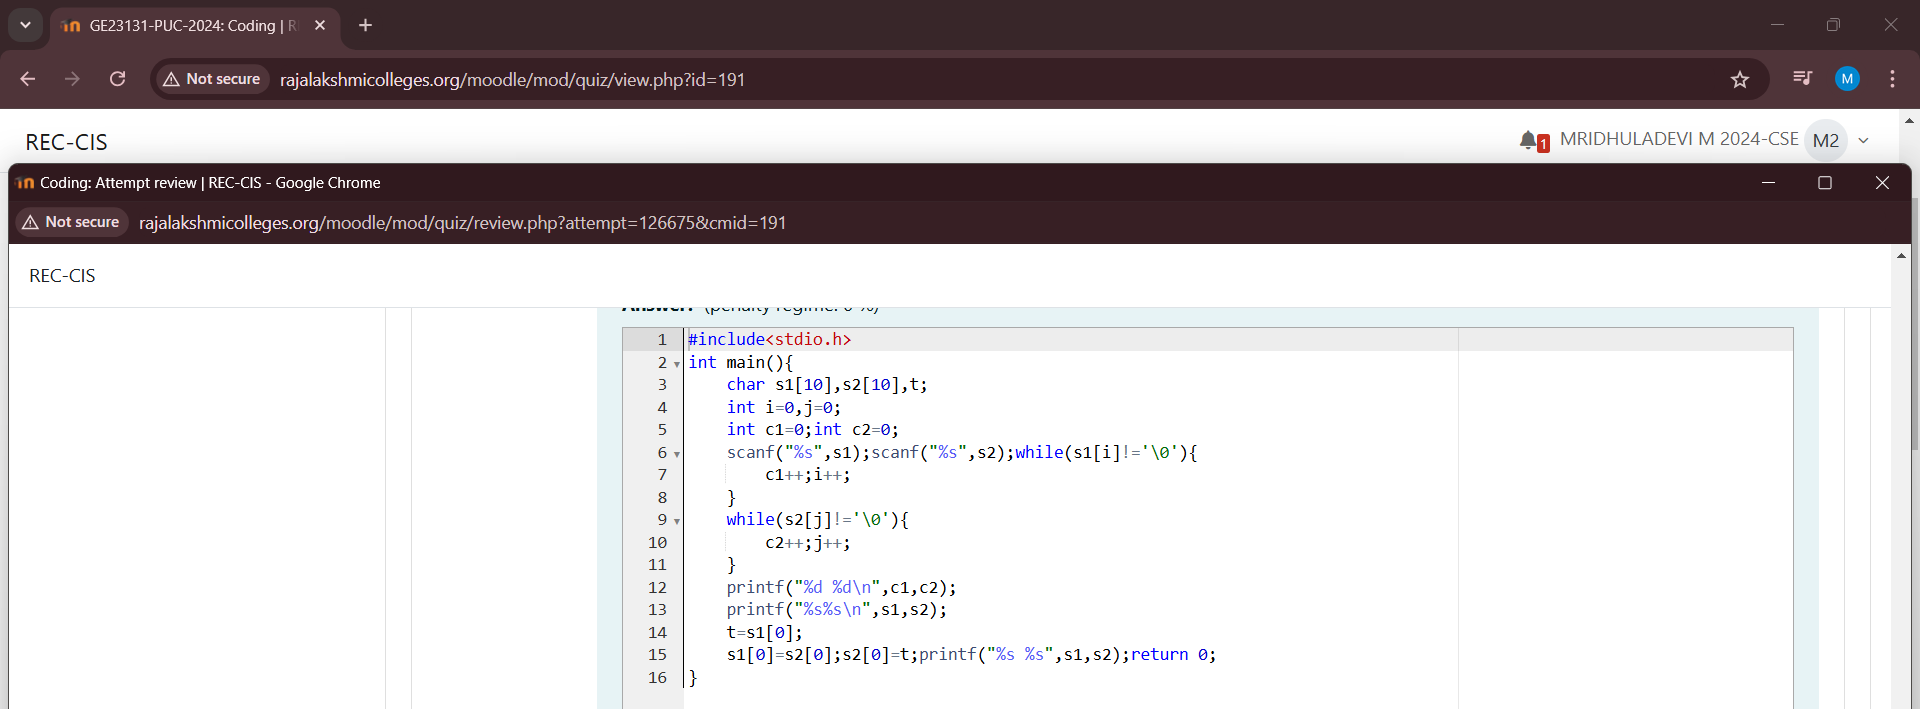 GE23131-PUC-2024: Coding | R
Not secure
rajalakshmicolleges.org/moodle/mod/quiz/view.php?id=191
M
REC-CIS
1
MRIDHULADEVI M 2024-CSE
M2
Coding: Attempt review | REC-CIS - Google Chrome
Not secure
rajalakshmicolleges.org/moodle/mod/quiz/review.php?attempt=126675&cmid=191
REC-CIS
Answer: (penalty regime: 0 %)
1 #include<stdio.h>
2 int main(){
3 char s1[10],s2[10],t;
4 int i=0,j=0;
5 int c1=0;int c2=0;
6 scanf("%s",s1);scanf("%s",s2);while(s1[i]!='\0'){
7 c1++;i++;
8 }
9 while(s2[j]!='\0'){
10 c2++;j++;
11 }
12 printf("%d %d\n",c1,c2);
13 printf("%s%s\n",s1,s2);
14 t=s1[0];
15 s1[0]=s2[0];s2[0]=t;printf("%s %s",s1,s2);return 0;
16 }